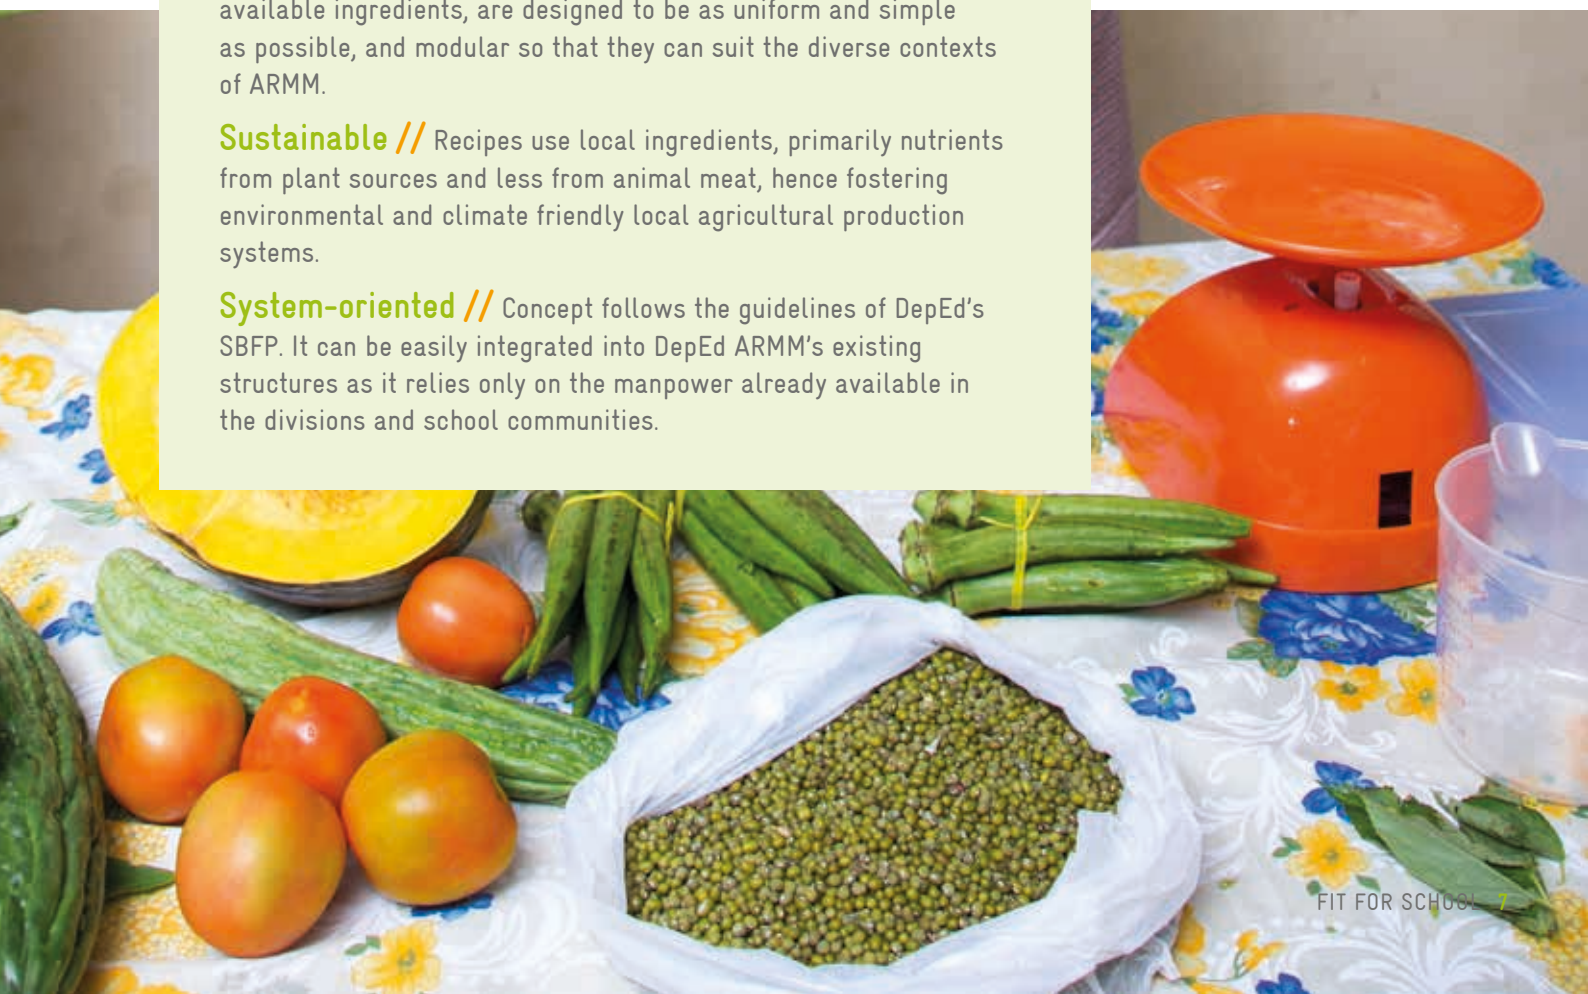 available ingredients, are designed to be as uniform and simple
as possible, and modular so that they can suit the diverse contexts
of ARMM.
Sustainable // Recipes use local ingredients, primarily nutrients
from plant sources and less from animal meat, hence fostering
environmental and climate friendly local agricultural production
systems.
System-oriented // Concept follows the guidelines of DepEd's
SBFP. It can be easily integrated into DepEd ARMM's existing
structures as it relies only on the manpower already available in
the divisions and school communities.
FIT FOR SCHOOL 7